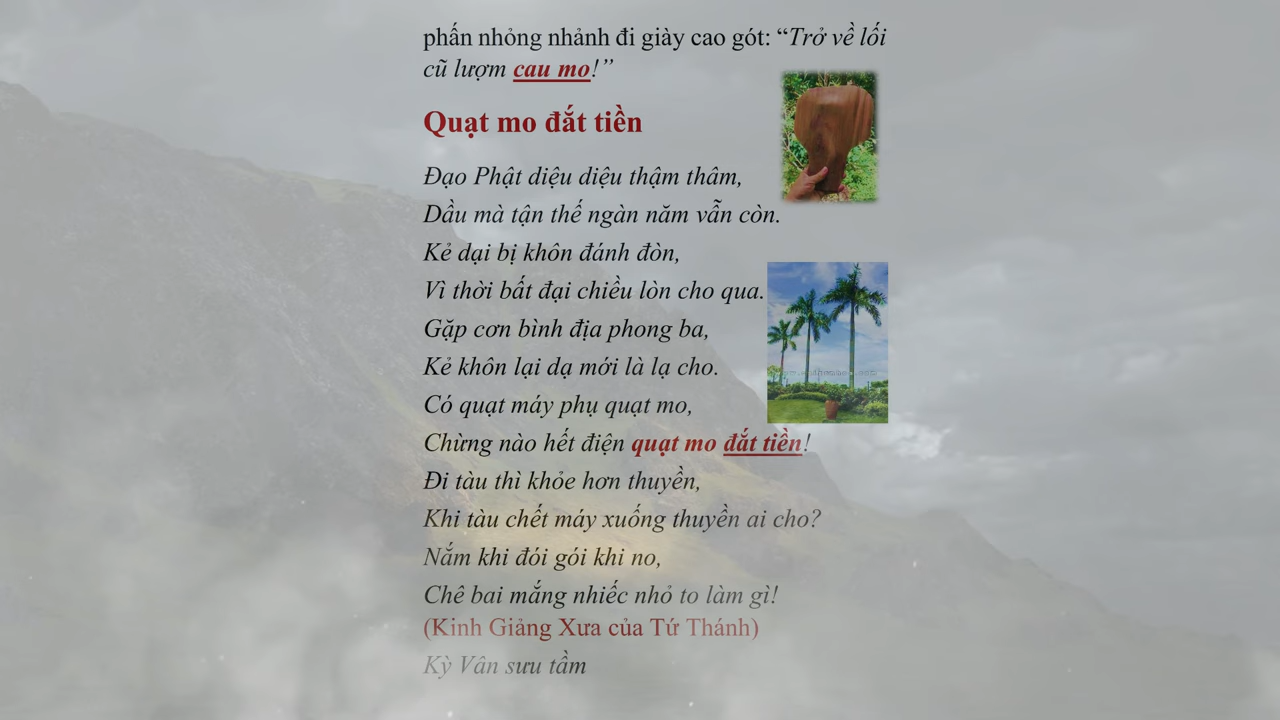 phấn nhỏng nhảnh đi giày cao gót: “Trở về lối
cũ lượm cau mo!”
Quạt mo đắt tiền
Đạo Phật diệu diệu thậm thâm,
Dầu mà tận thế ngàn năm vẫn còn.
Kẻ dại bị khôn đánh đòn,
Vì thời bất đại chiều lòn cho qua.
Gặp cơn bình địa phong ba,
Kẻ khôn lại dạ mới là lạ cho.
Có quạt máy phụ quạt mo,
Chừng nào hết điện quạt mo đắt tiền!
Đi tàu thì khỏe hơn thuyền,
Khi tàu chết máy xuống thuyền ai cho?
Nắm khi đói gói khi no,
Chê bai mắng nhiếc nhỏ to làm gì!
(Kinh Giảng Xưa của Tứ Thánh)
Kỳ Vân sưu tầm